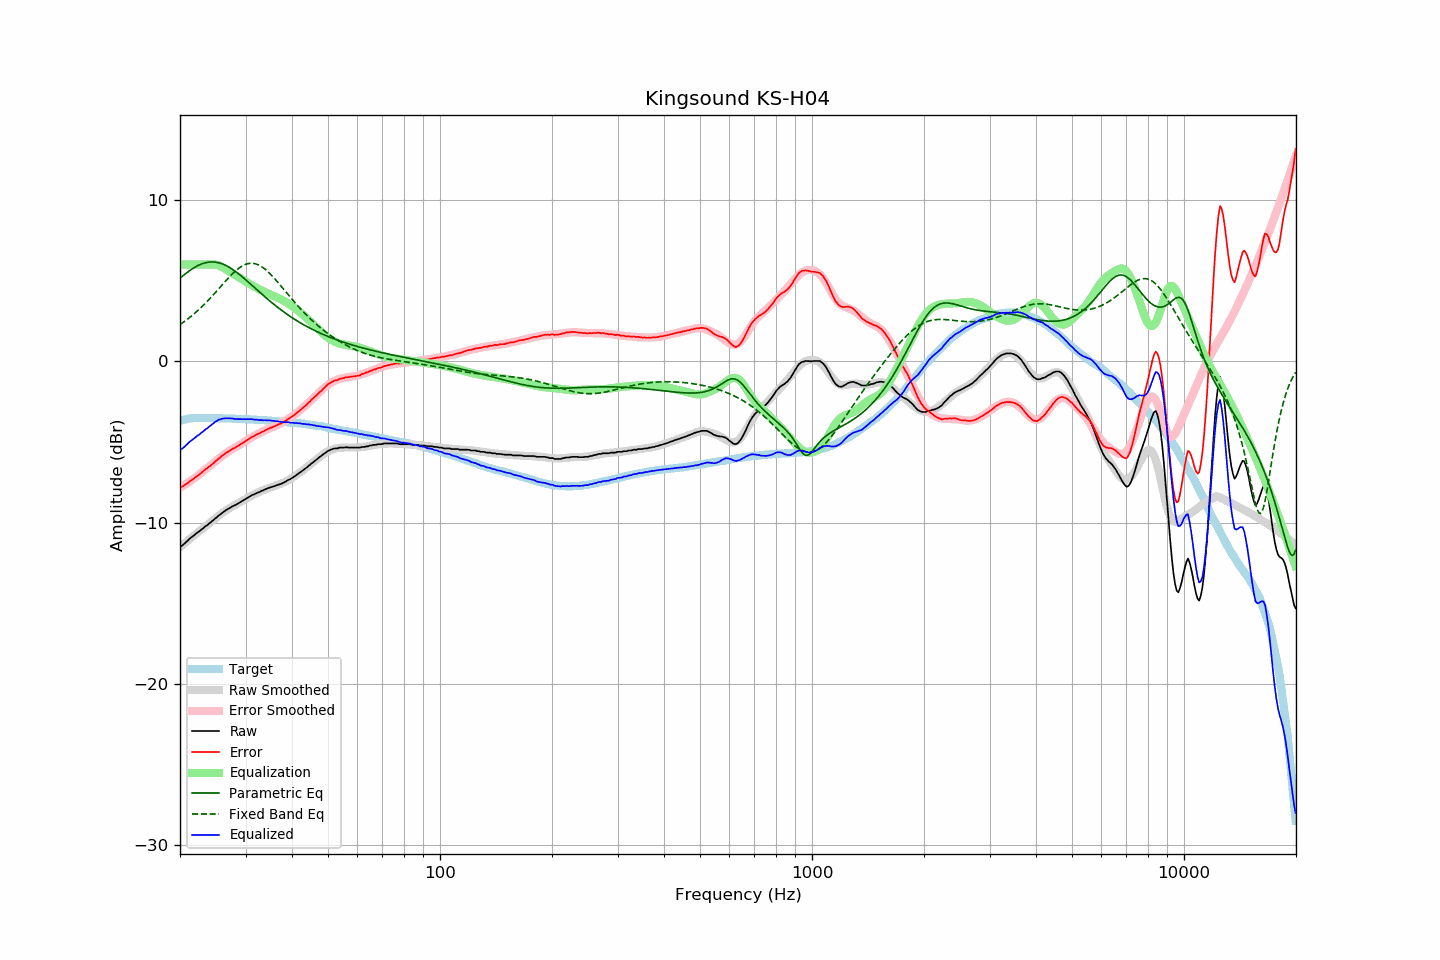 Kingsound KS-H04
10
0
−10
−20
−30
Amplitude (dBr)
100
1000
10000
Frequency (Hz)
Target
Raw Smoothed
Error Smoothed
Raw
Error
Equalization
Parametric Eq
Fixed Band Eq
Equalized